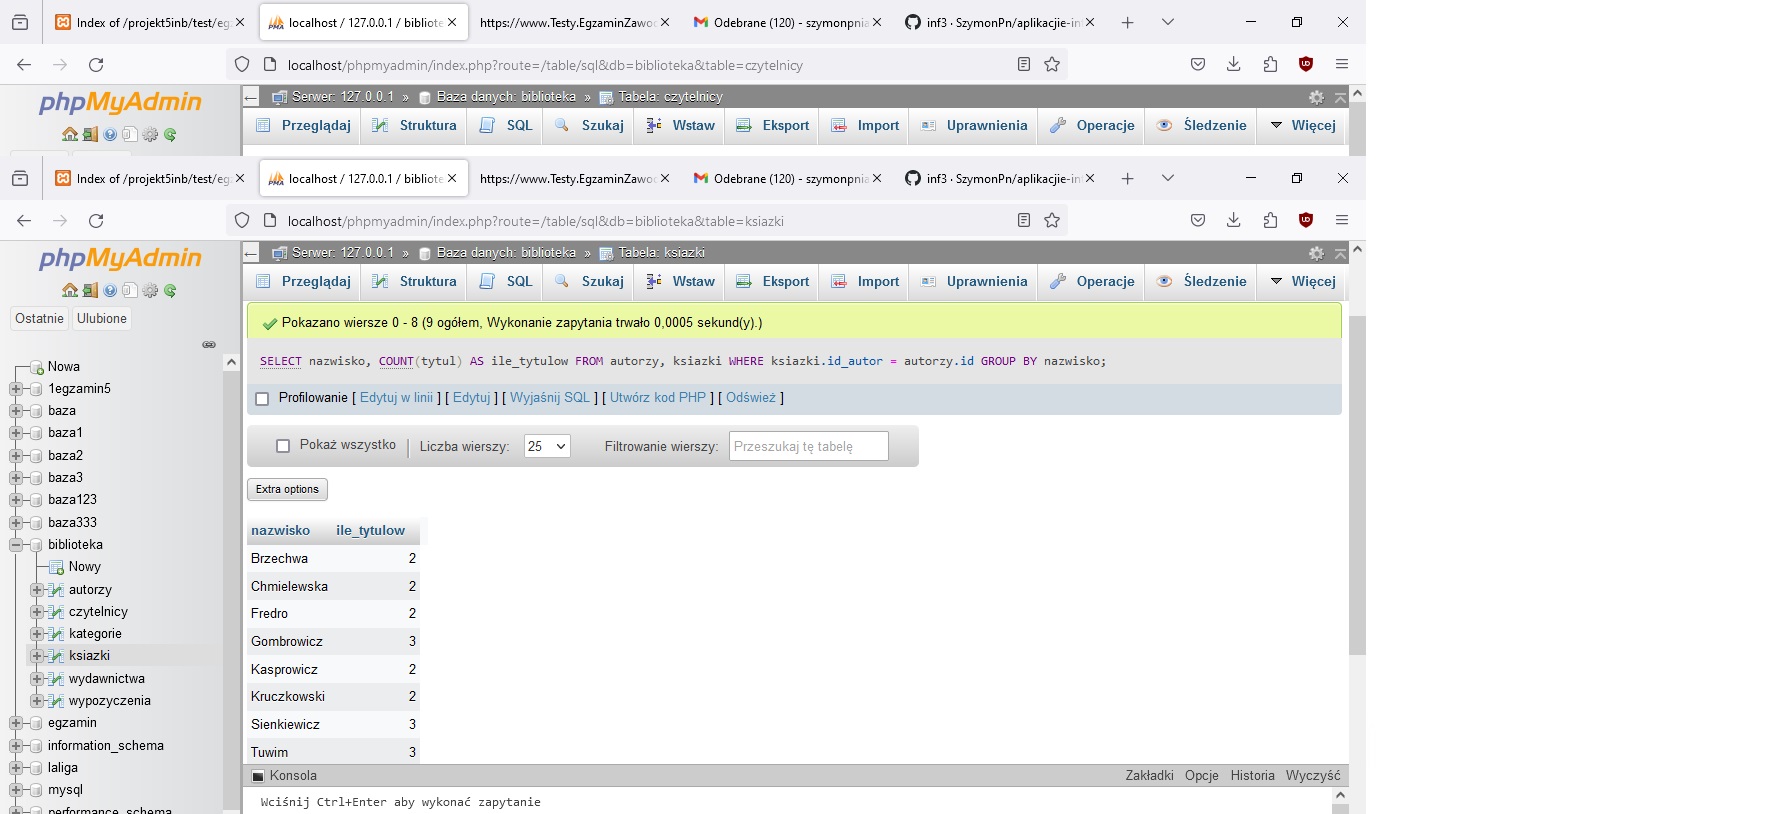 Index of /projekt5inb/test/eg
localhost / 127.0.0.1 / bibliote
https://www.Testy.EgzaminZawo
Odebrane (120) - szymonpnia
inf3 · SzymonPn/aplikacjie-in
localhost/phpmyadmin/index.php?route=/table/sql&db=biblioteka&table=czytelnicy
phpMyAdmin
Serwer: 127.0.0.1 » Baza danych: biblioteka » Tabela: czytelnicy
Przeglądaj Struktura SQL Szukaj Wstaw Eksport Import Uprawnienia Operacje Śledzenie Więcej
Index of /projekt5inb/test/eg
localhost / 127.0.0.1 / bibliote
https://www.Testy.EgzaminZawo
Odebrane (120) - szymonpnia
inf3 · SzymonPn/aplikacjie-in
localhost/phpmyadmin/index.php?route=/table/sql&db=biblioteka&table=ksiazki
phpMyAdmin
Ostatnie Ulubione
Nowa
1egzamin5
baza
baza1
baza2
baza3
baza123
baza333
biblioteka
Nowy
autorzy
czytelnicy
kategorie
ksiazki
wydawnictwa
wypozyczenia
egzamin
information_schema
laliga
mysql
performance_schema
Serwer: 127.0.0.1 » Baza danych: biblioteka » Tabela: ksiazki
Przeglądaj Struktura SQL Szukaj Wstaw Eksport Import Uprawnienia Operacje Śledzenie Więcej
Pokazano wiersze 0 - 8 (9 ogółem, Wykonanie zapytania trwało 0,0005 sekund(y).)
SELECT nazwisko, COUNT(tytul) AS ile_tytulow FROM autorzy, ksiazki WHERE ksiazki.id_autor = autorzy.id GROUP BY nazwisko;
Profilowanie [ Edytuj w linii ] [ Edytuj ] [ Wyjaśnij SQL ] [ Utwórz kod PHP ] [ Odśwież ]
Pokaż wszystko Liczba wierszy: 25 Filtrowanie wierszy: Przeszukaj tę tabelę
Extra options
nazwisko ile_tytulow
Brzechwa 2
Chmielewska 2
Fredro 2
Gombrowicz 3
Kasprowicz 2
Kruczkowski 2
Sienkiewicz 3
Tuwim 3
Konsola Zakładki Opcje Historia Wyczyść
Wciśnij Ctrl+Enter aby wykonać zapytanie